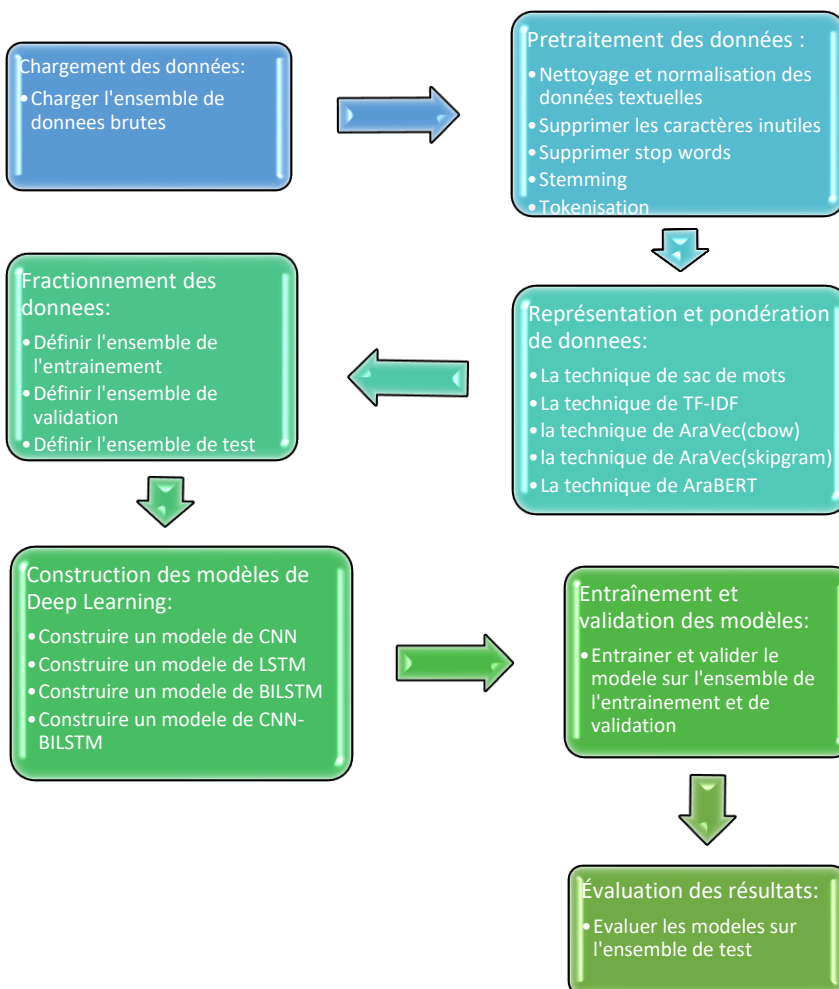 Chargement des données:
•Charger l'ensemble de
donnees brutes
Pretraitement des données :
•Nettoyage et normalisation des
données textuelles
•Supprimer les caractères inutiles
•Supprimer stop words
•Stemming
•Tokenisation
Représentation et pondération
de donnees:
•La technique de sac de mots
•La technique de TF-IDF
•la technique de AraVec(cbow)
•la technique de AraVec(skipgram)
•La technique de AraBERT
Fractionnement des
donnees:
•Définir l'ensemble de
l'entrainement
•Définir l'ensemble de
validation
•Définir l'ensemble de test
Construction des modèles de
Deep Learning:
•Construire un modele de CNN
•Construire un modele de LSTM
•Construire un modele de BILSTM
•Construire un modele de CNN-
BILSTM
Entraînement et
validation des modèles:
•Entrainer et valider le
modele sur l'ensemble de
l'entrainement et de
validation
Évaluation des résultats:
•Evaluer les modeles sur
l'ensemble de test